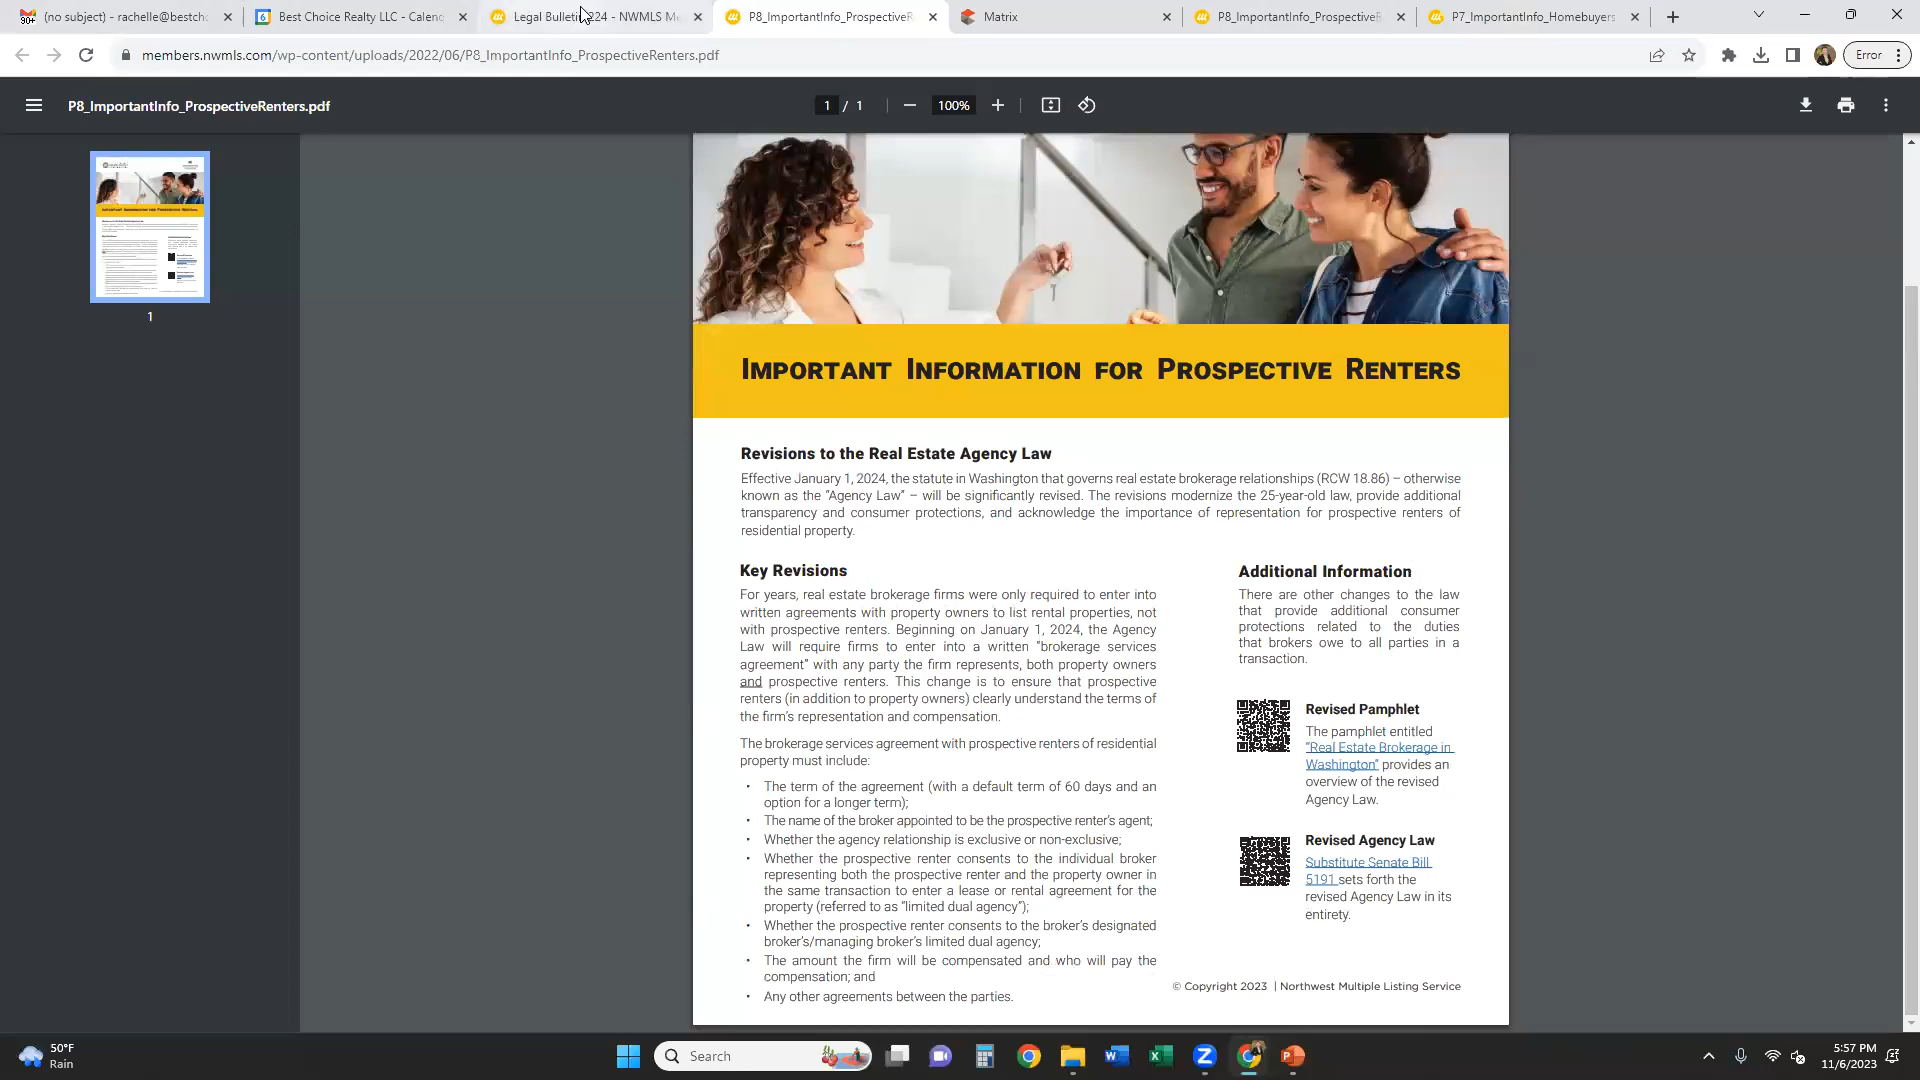 (no subject) - rachelle@bestcho
Best Choice Realty LLC - Calend
Legal Bulletin 224 - NWMLS Me
P8_ImportantInfo_ProspectiveR
Matrix
P8_ImportantInfo_ProspectiveR
P7_ImportantInfo_Homebuyers
members.nwmls.com/wp-content/uploads/2022/06/P8_ImportantInfo_ProspectiveRenters.pdf
Error
P8_ImportantInfo_ProspectiveRenters.pdf
1 / 1
100%
1
Important Information for Prospective Renters
Revisions to the Real Estate Agency Law
Effective January 1, 2024, the statute in Washington that governs real estate brokerage relationships (RCW 18.86) – otherwise
known as the “Agency Law” – will be significantly revised. The revisions modernize the 25-year-old law, provide additional
transparency and consumer protections, and acknowledge the importance of representation for prospective renters of
residential property.
Key Revisions
For years, real estate brokerage firms were only required to enter into
written agreements with property owners to list rental properties, not
with prospective renters. Beginning on January 1, 2024, the Agency
Law will require firms to enter into a written “brokerage services
agreement” with any party the firm represents, both property owners
and prospective renters. This change is to ensure that prospective
renters (in addition to property owners) clearly understand the terms of
the firm’s representation and compensation.
The brokerage services agreement with prospective renters of residential
property must include:
• The term of the agreement (with a default term of 60 days and an
option for a longer term);
• The name of the broker appointed to be the prospective renter’s agent;
• Whether the agency relationship is exclusive or non-exclusive;
• Whether the prospective renter consents to the individual broker
representing both the prospective renter and the property owner in
the same transaction to enter a lease or rental agreement for the
property (referred to as “limited dual agency”);
• Whether the prospective renter consents to the broker’s designated
broker’s/managing broker’s limited dual agency;
• The amount the firm will be compensated and who will pay the
compensation; and
• Any other agreements between the parties.
Additional Information
There are other changes to the law
that provide additional consumer
protections related to the duties
that brokers owe to all parties in a
transaction.
Revised Pamphlet
The pamphlet entitled
“Real Estate Brokerage in
Washington” provides an
overview of the revised
Agency Law.
Revised Agency Law
Substitute Senate Bill
5191 sets forth the
revised Agency Law in its
entirety.
© Copyright 2023 | Northwest Multiple Listing Service
50°F
Rain
Search
5:57 PM
11/6/2023